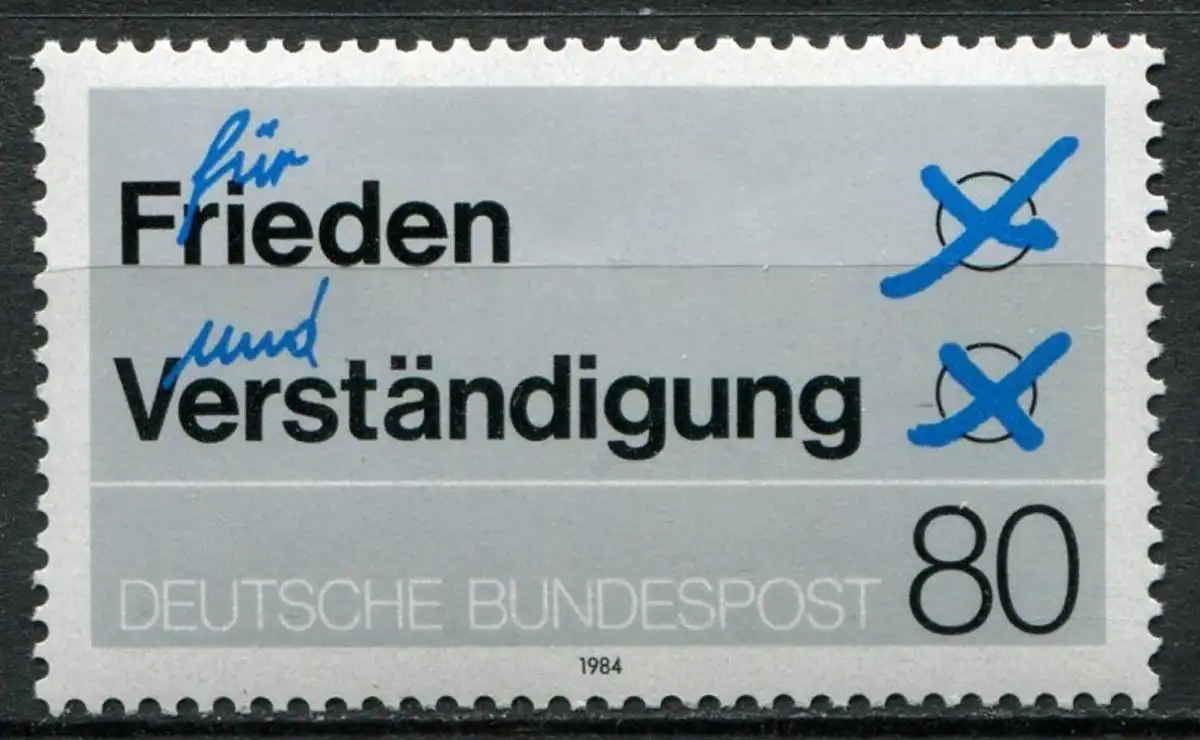 für
Frieden
und
Verständigung
DEUTSCHE BUNDESPOST 80
1984